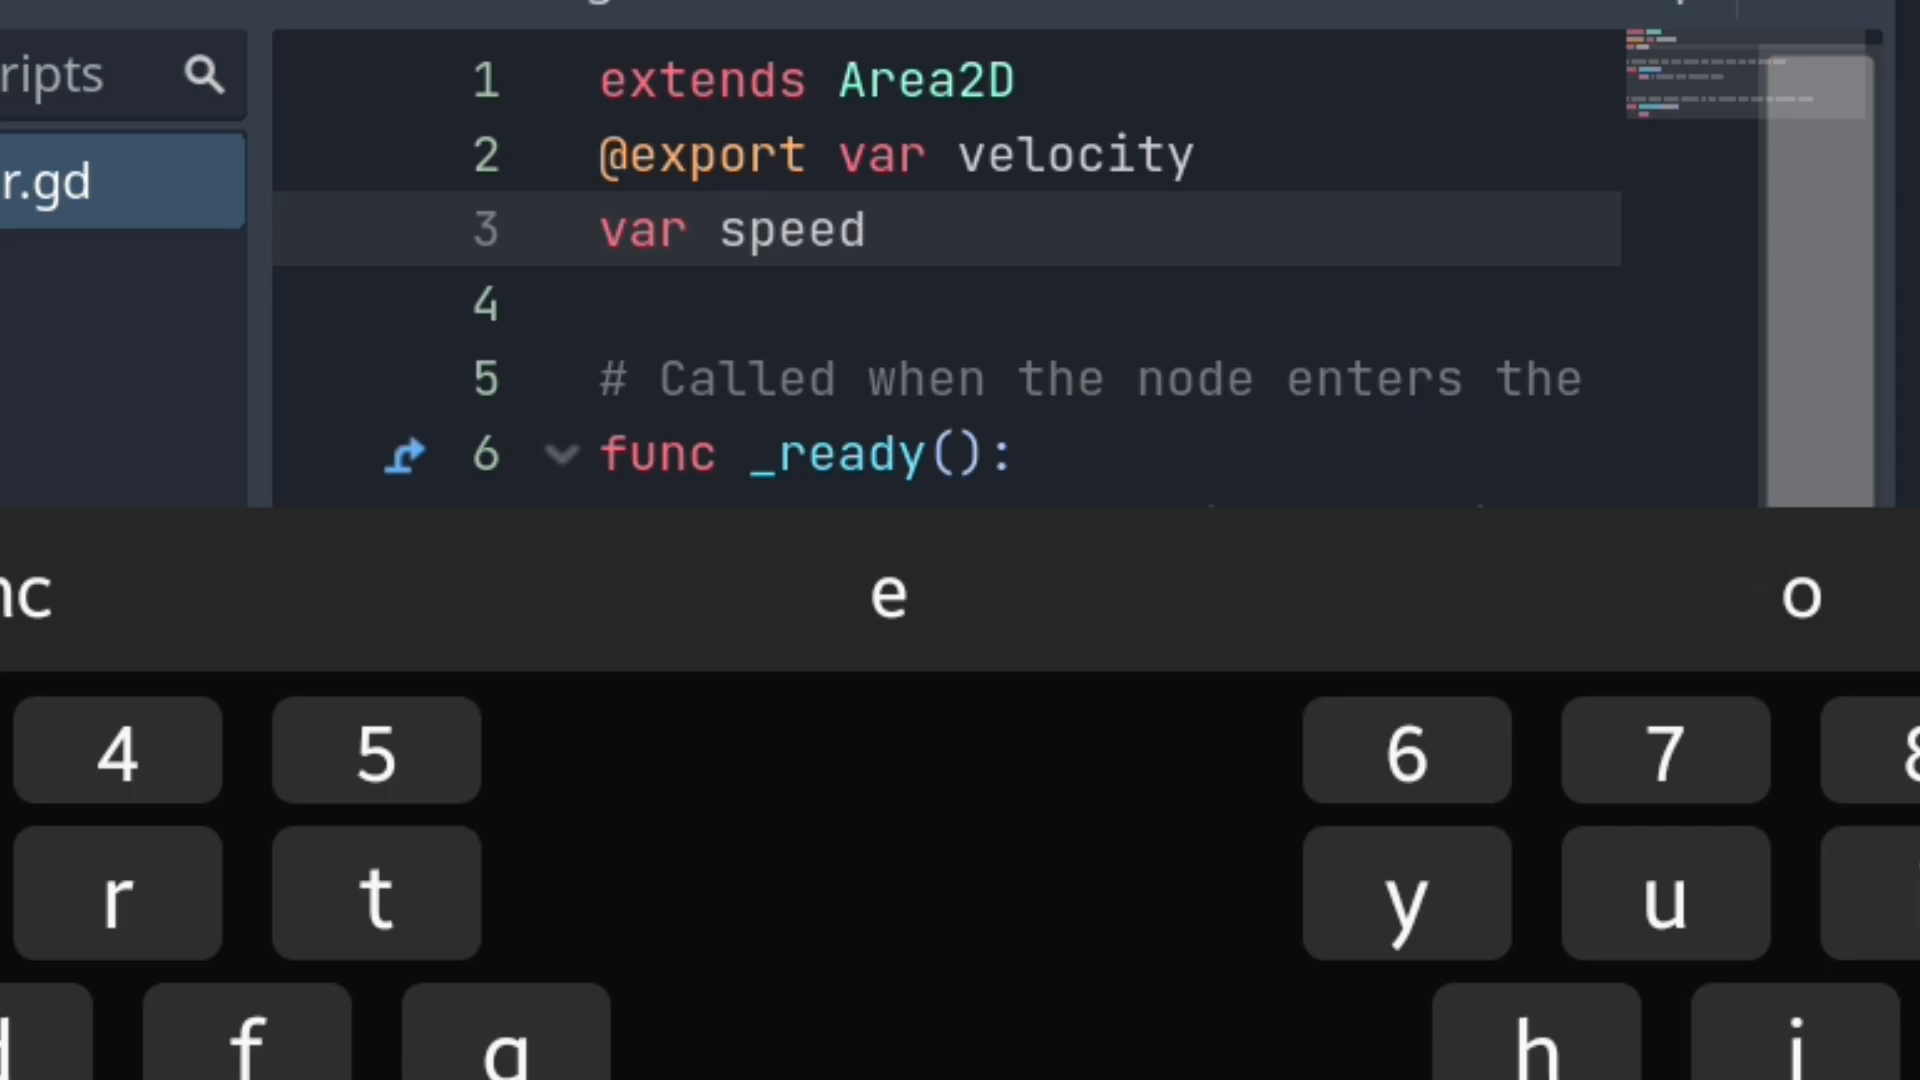 ripts
r.gd
1 extends Area2D
2 @export var velocity
3 var speed
4
5 # Called when the node enters the
6 func _ready():
nc e o
4 5 6 7 8
r t y u
d f g h j